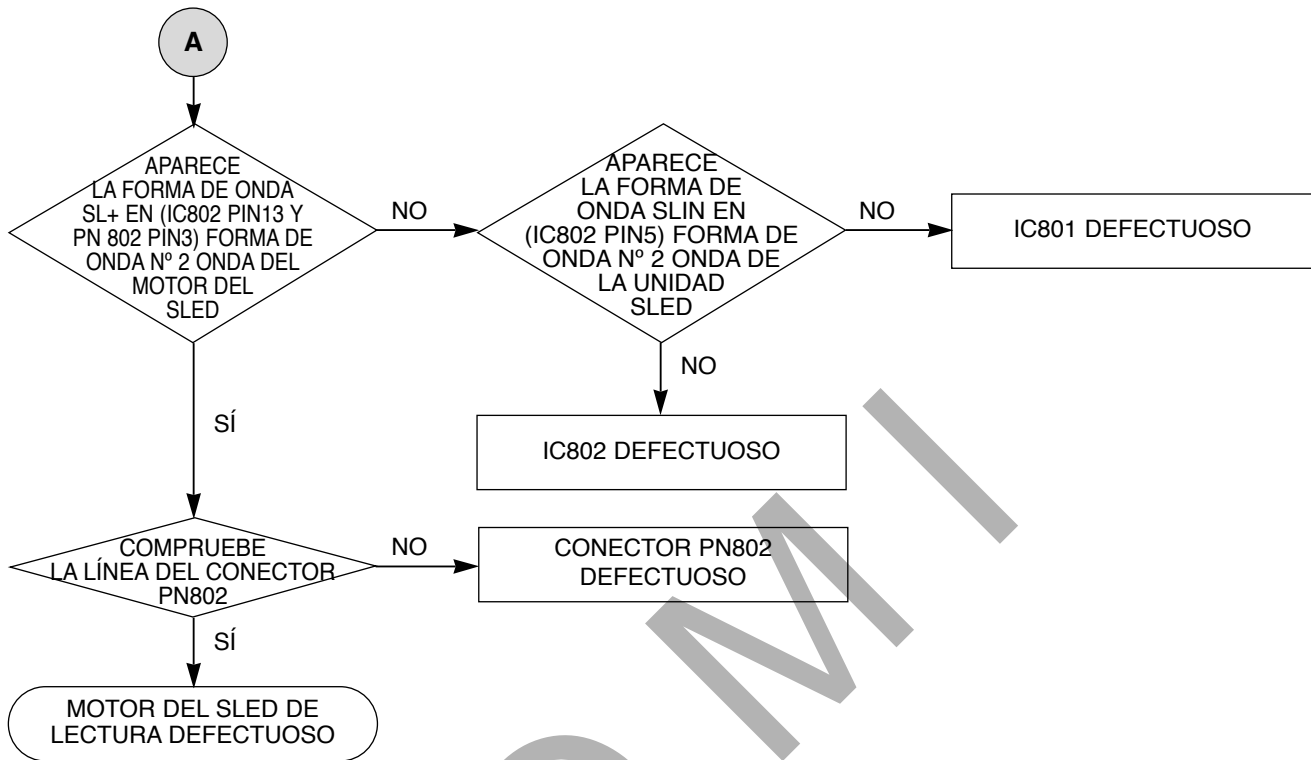 A
APARECE
LA FORMA DE ONDA
SL+ EN (IC802 PIN13 Y
PN 802 PIN3) FORMA DE
ONDA Nº 2 ONDA DEL
MOTOR DEL
SLED
NO
APARECE
LA FORMA DE
ONDA SLIN EN
(IC802 PIN5) FORMA DE
ONDA Nº 2 ONDA DE
LA UNIDAD
SLED
NO
IC801 DEFECTUOSO
NO
IC802 DEFECTUOSO
SÍ
COMPRUEBE
LA LÍNEA DEL CONECTOR
PN802
NO
CONECTOR PN802
DEFECTUOSO
SÍ
MOTOR DEL SLED DE
LECTURA DEFECTUOSO